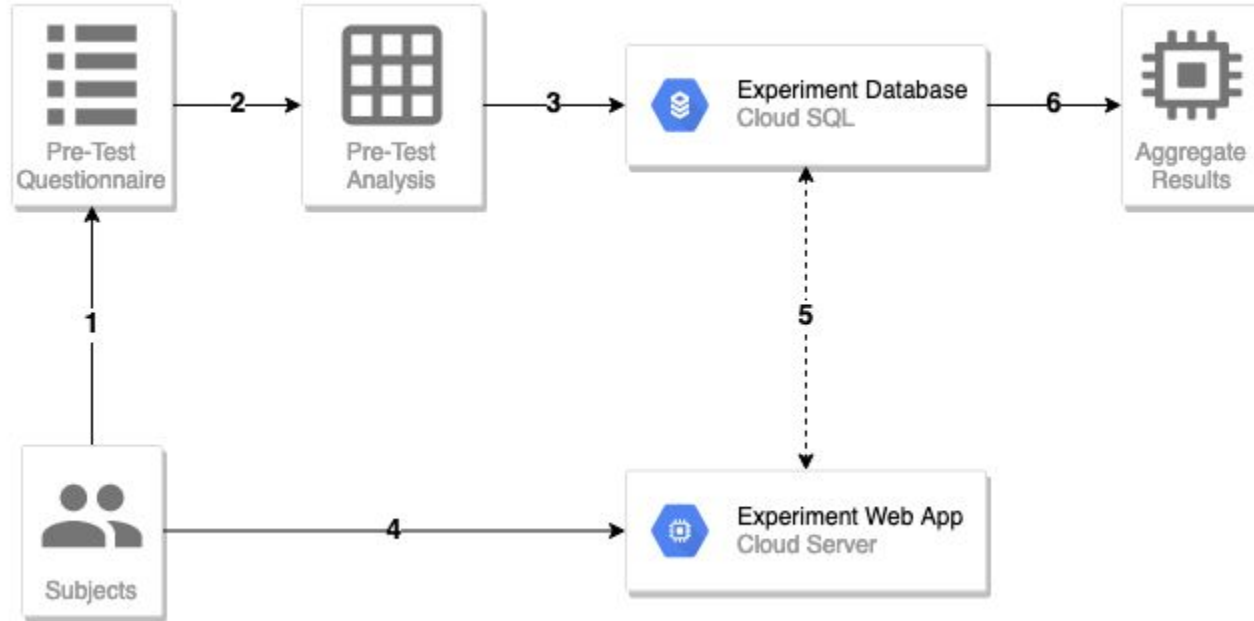 2
3
6
Pre-Test
Questionnaire
Pre-Test
Analysis
Experiment Database
Cloud SQL
Aggregate
Results
1
5
4
Subjects
Experiment Web App
Cloud Server